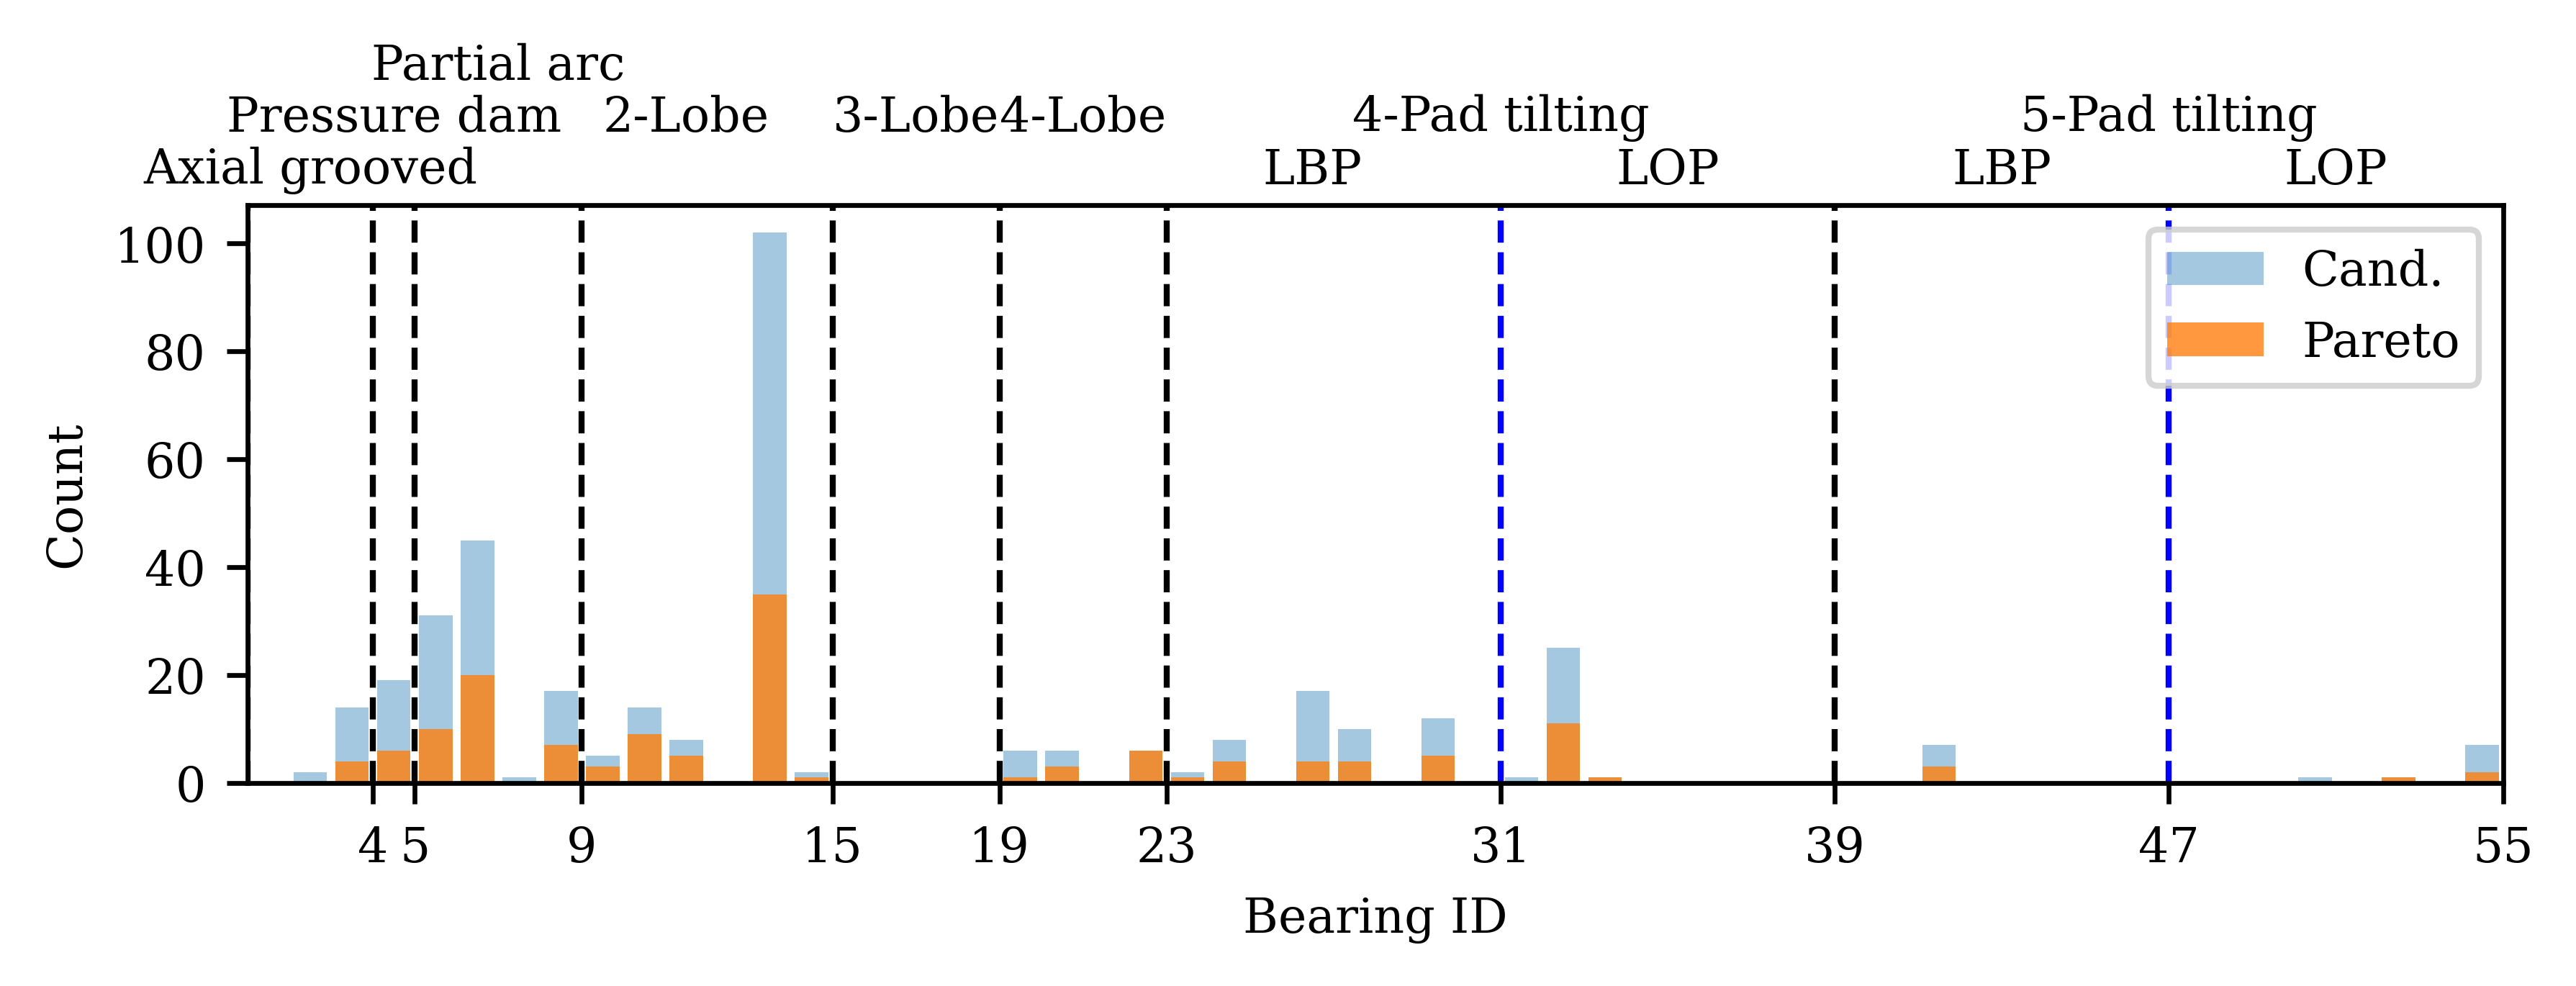 Partial arc
Pressure dam 2-Lobe 3-Lobe4-Lobe 4-Pad tilting 5-Pad tilting
Axial grooved LBP LOP LBP LOP
100
80
60
40
20
0
Count
Cand.
Pareto
4 5 9 15 19 23 31 39 47 55
Bearing ID